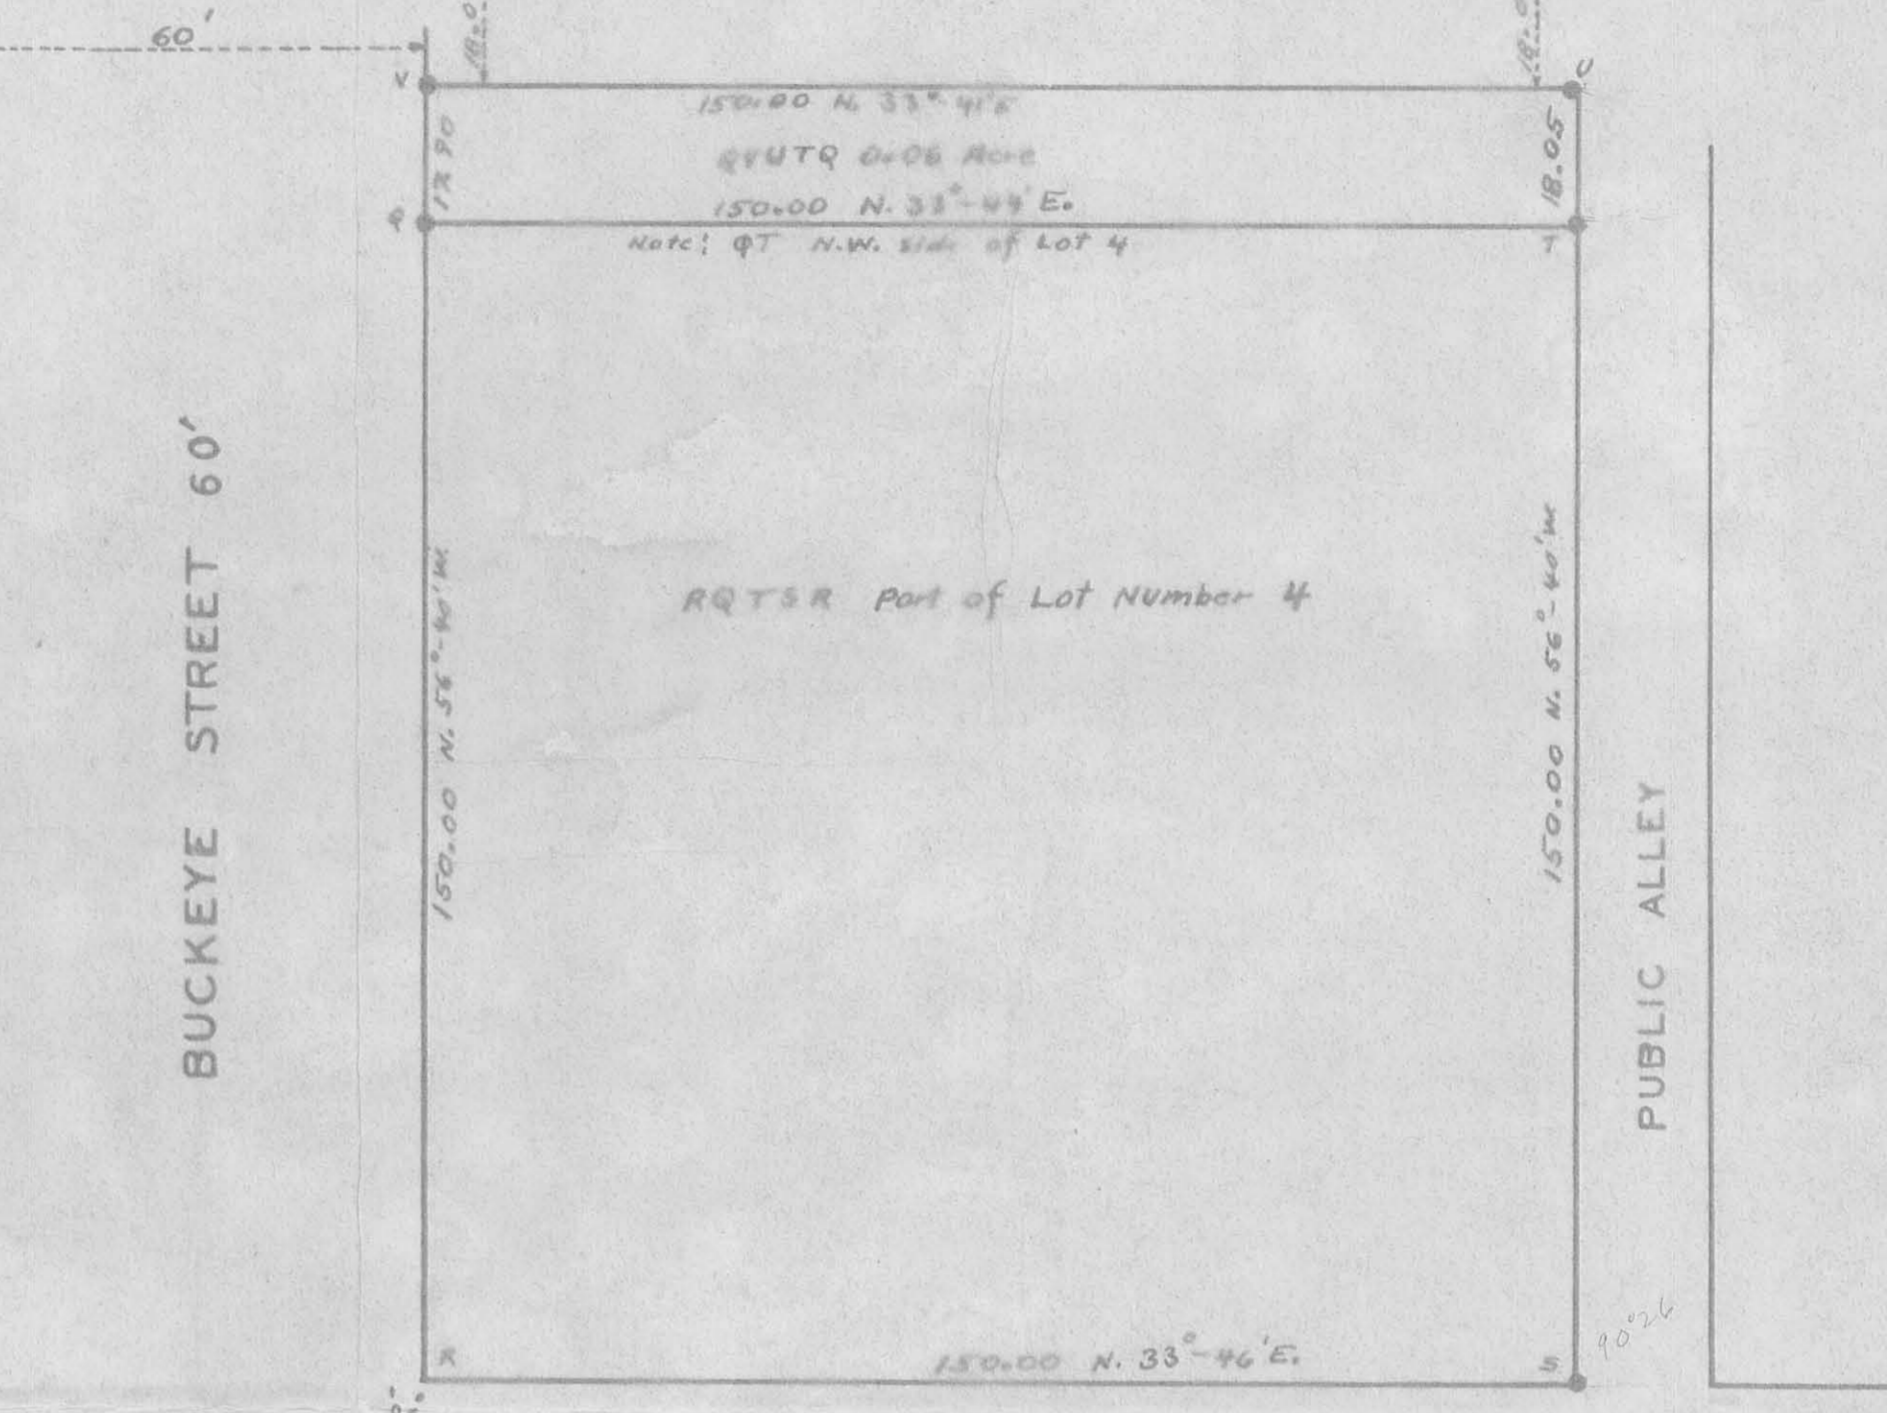 60'
V
U
150.00 N. 33°-41'E
QVUTQ 0.06 Acre
18.05
150.00 N. 33°-44' E.
Q
T
Note: QT N.W. side of Lot 4
BUCKEYE STREET 60'
150.00 N. 56°-40'W
RQTSR Part of Lot Number 4
150.00 N. 56°-40'W
PUBLIC ALLEY
R
150.00 N. 33°-46'E.
S
90°26